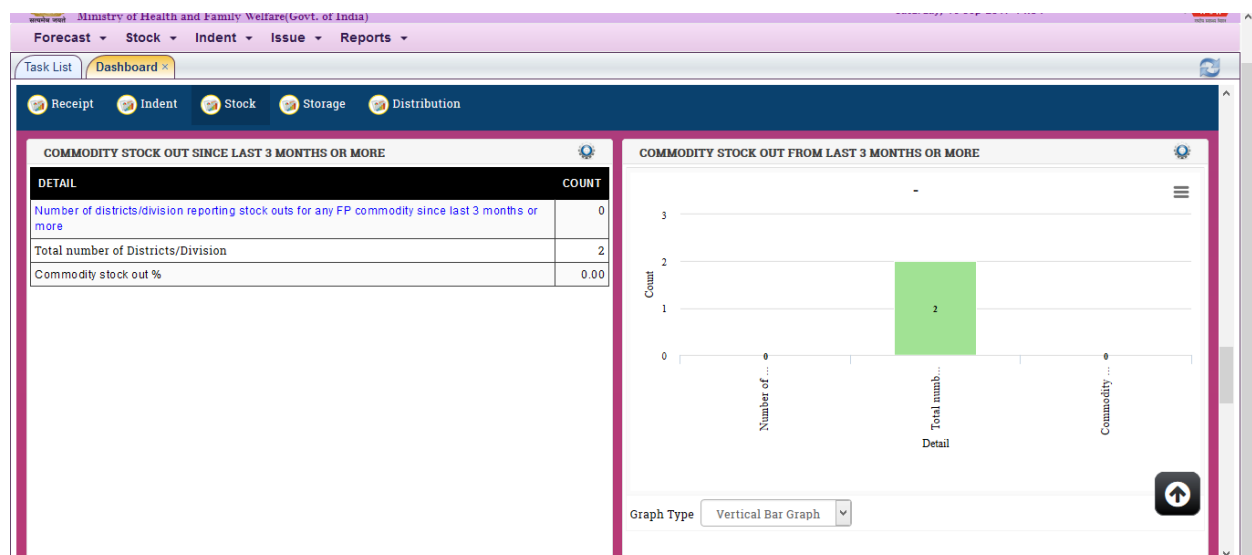 सत्यमेव जयते
Ministry of Health and Family Welfare(Govt. of India)
Forecast Stock Indent Issue Reports
Task List Dashboard ×
Receipt Indent Stock Storage Distribution
COMMODITY STOCK OUT SINCE LAST 3 MONTHS OR MORE
DETAIL COUNT
Number of districts/division reporting stock outs for any FP commodity since last 3 months or 0
more
Total number of Districts/Division 2
Commodity stock out % 0.00
COMMODITY STOCK OUT FROM LAST 3 MONTHS OR MORE
-
3
2
1
0
Count
0
2
0
Number of ...
Total numb...
Commodity ...
Detail
Graph Type Vertical Bar Graph